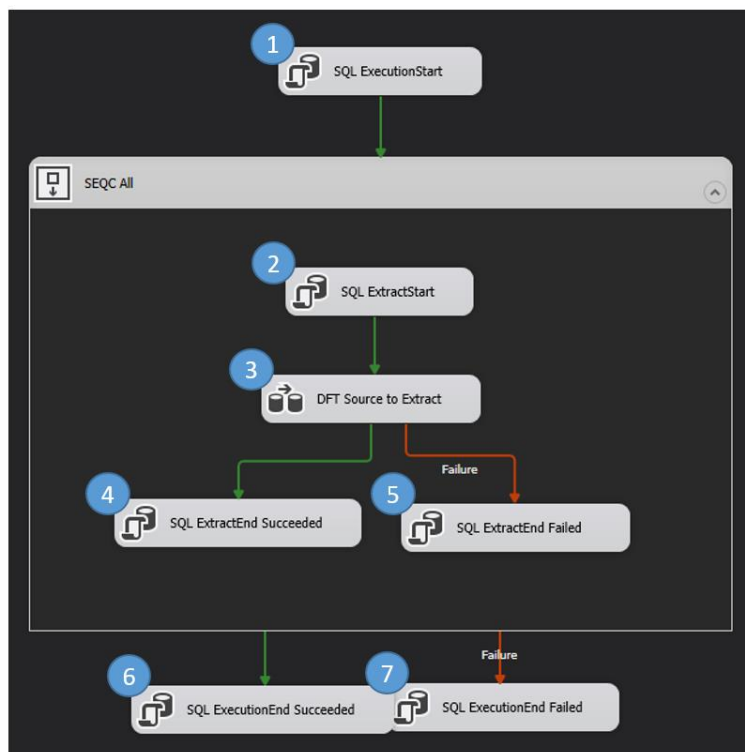 1
SQL ExecutionStart
SEQC All
2
SQL ExtractStart
3
DFT Source to Extract
Failure
4
SQL ExtractEnd Succeeded
5
SQL ExtractEnd Failed
Failure
6
SQL ExecutionEnd Succeeded
7
SQL ExecutionEnd Failed